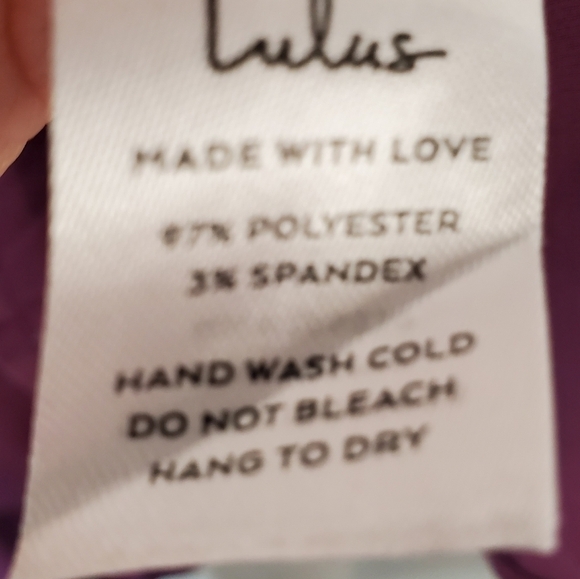 Lulus
MADE WITH LOVE
97% POLYESTER
3% SPANDEX
HAND WASH COLD
DO NOT BLEACH
HANG TO DRY